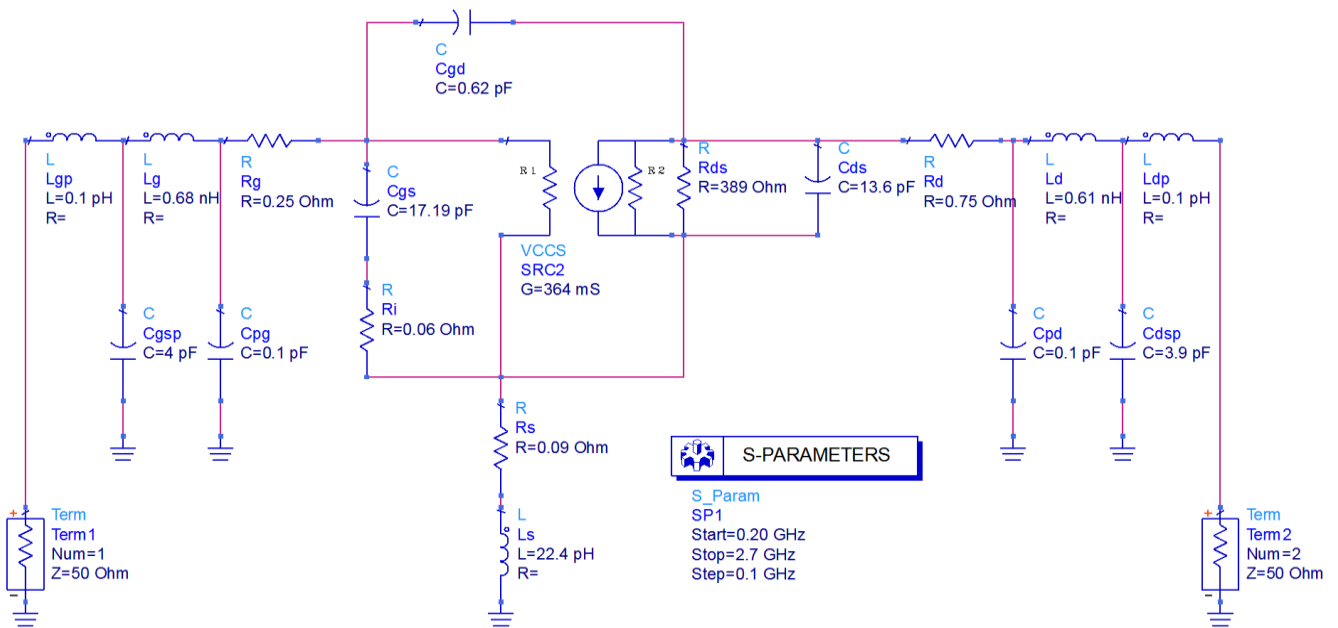 C
Cgd
C=0.62 pF
L
Lgp
L=0.1 pH
R=
L
Lg
L=0.68 nH
R=
R
Rg
R=0.25 Ohm
C
Cgs
C=17.19 pF
R1
R2
R
Rds
R=389 Ohm
C
Cds
C=13.6 pF
R
Rd
R=0.75 Ohm
L
Ld
L=0.61 nH
R=
L
Ldp
L=0.1 pH
R=
VCCS
SRC2
G=364 mS
R
Ri
R=0.06 Ohm
C
Cgsp
C=4 pF
C
Cpg
C=0.1 pF
C
Cpd
C=0.1 pF
C
Cdsp
C=3.9 pF
R
Rs
R=0.09 Ohm
L
Ls
L=22.4 pH
R=
S-PARAMETERS
S_Param
SP1
Start=0.20 GHz
Stop=2.7 GHz
Step=0.1 GHz
+
Term
Term1
Num=1
Z=50 Ohm
-
+
Term
Term2
Num=2
Z=50 Ohm
-